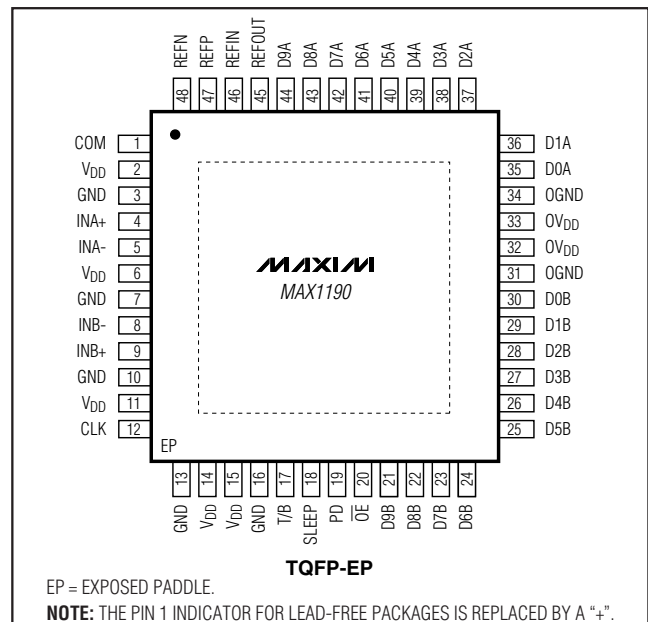 REFN REFP REFIN REFOUT D9A D8A D7A D6A D5A D4A D3A D2A
48 47 46 45 44 43 42 41 40 39 38 37
COM 1
VDD 2
GND 3
INA+ 4
INA- 5
VDD 6
GND 7
INB- 8
INB+ 9
GND 10
VDD 11
CLK 12
MAXIM
MAX1190
36 D1A
35 D0A
34 OGND
33 OVDD
32 OVDD
31 OGND
30 D0B
29 D1B
28 D2B
27 D3B
26 D4B
25 D5B
EP
13 14 15 16 17 18 19 20 21 22 23 24
GND VDD VDD GND T/B SLEEP PD OE D9B D8B D7B D6B
TQFP-EP
EP = EXPOSED PADDLE.
NOTE: THE PIN 1 INDICATOR FOR LEAD-FREE PACKAGES IS REPLACED BY A “+”.